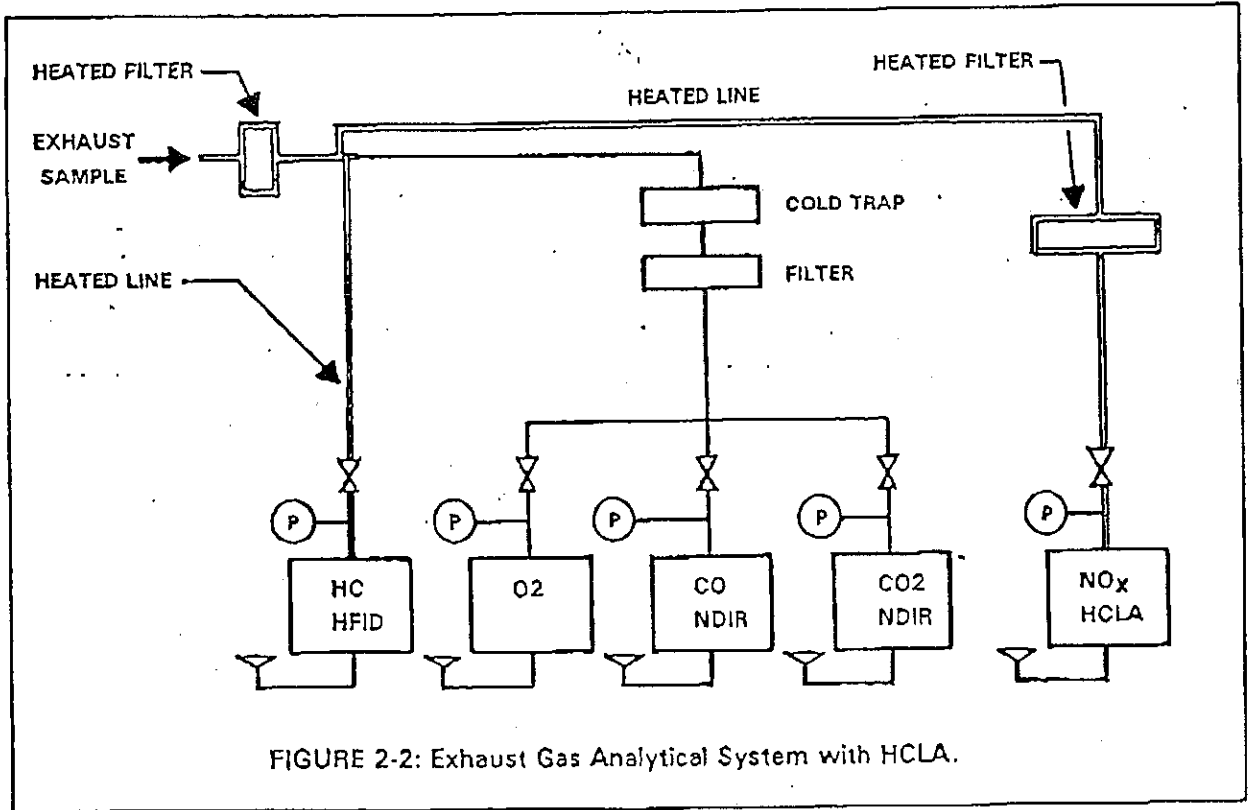 HEATED FILTER
HEATED FILTER
HEATED LINE
EXHAUST
SAMPLE
COLD TRAP
FILTER
HEATED LINE
P
P
P
P
P
HC
HFID
O2
CO
NDIR
CO2
NDIR
NOx
HCLA
FIGURE 2-2: Exhaust Gas Analytical System with HCLA.